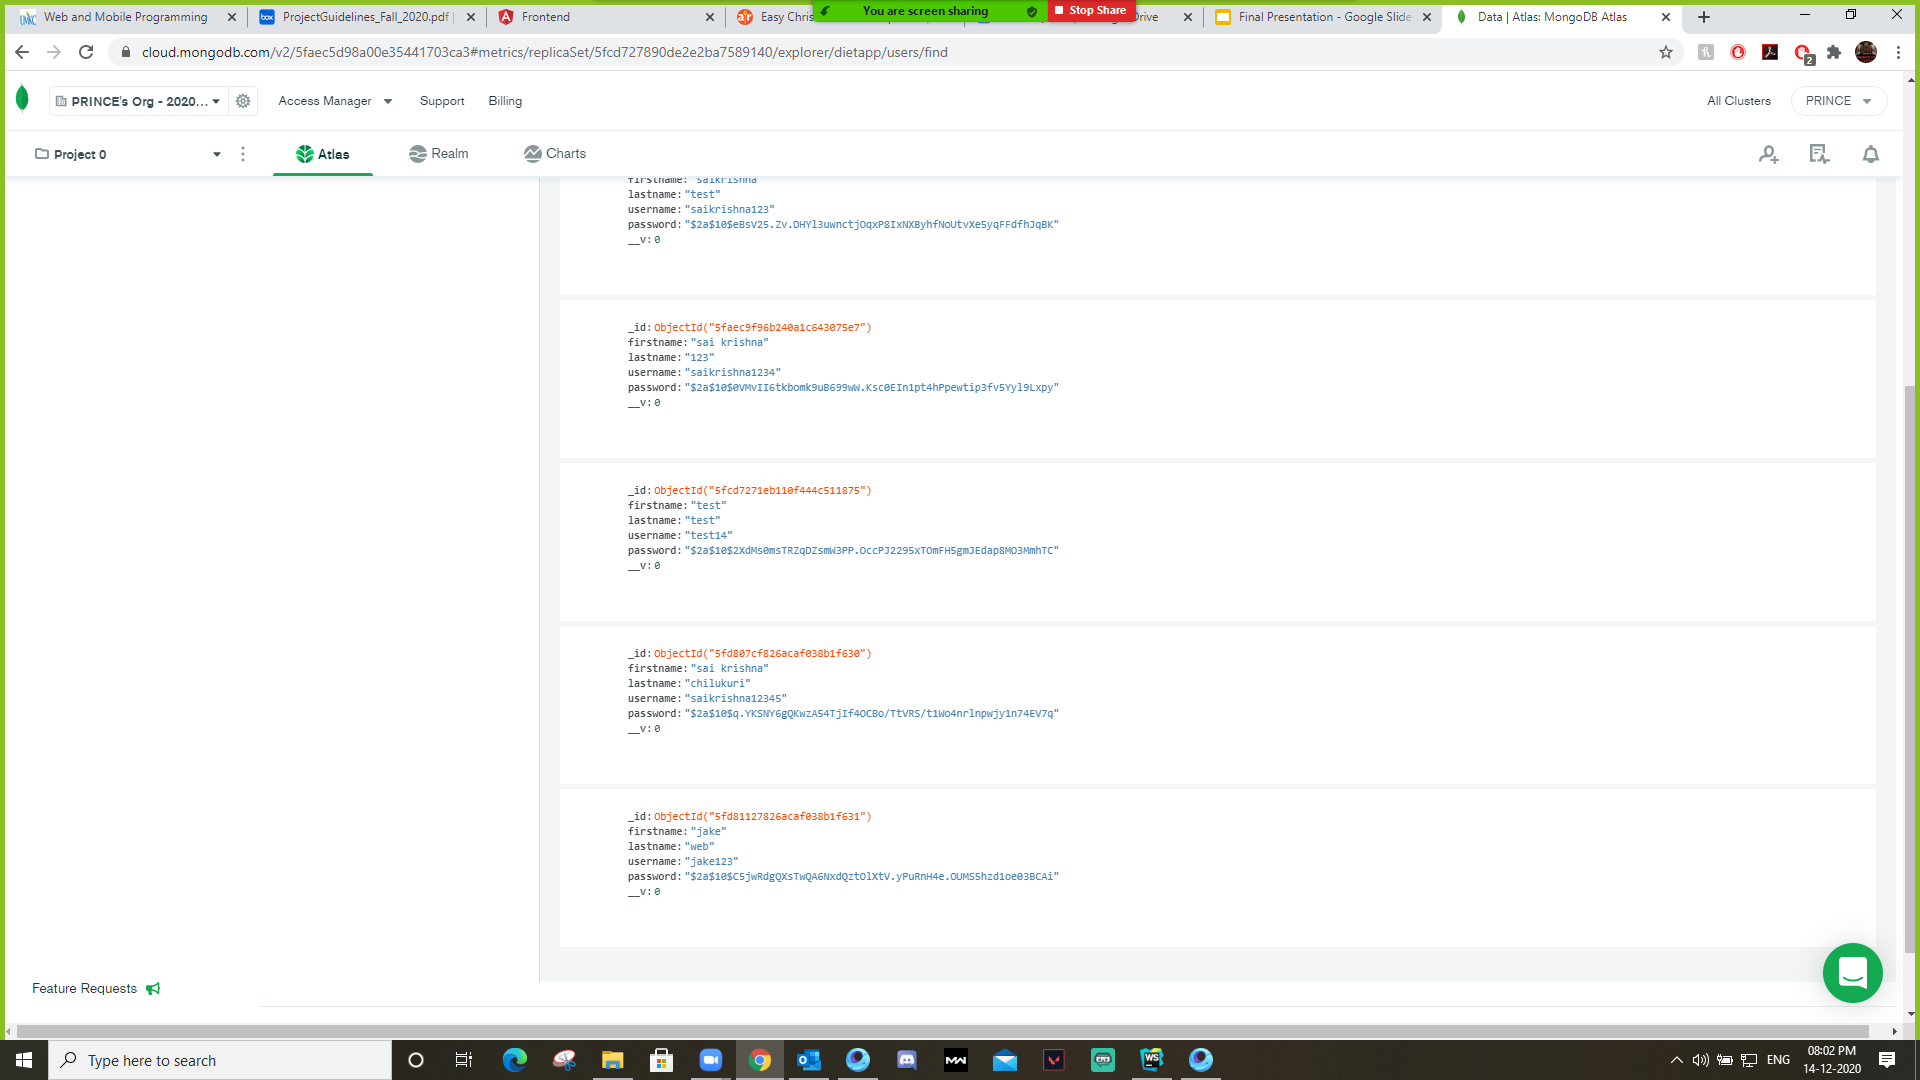 Web and Mobile Programming
ProjectGuidelines_Fall_2020.pdf
Frontend
Easy Chris
You are screen sharing
Stop Share
Drive
Final Presentation - Google Slide
Data | Atlas: MongoDB Atlas
cloud.mongodb.com/v2/5faec5d98a00e35441703ca3#metrics/replicaSet/5fcd727890de2e2ba7589140/explorer/dietapp/users/find
2
PRINCE's Org - 2020...
Access Manager
Support
Billing
All Clusters
PRINCE
Project 0
Atlas
Realm
Charts
firstname: "saikrishna"
lastname: "test"
username: "saikrishna123"
password: "$2a$10$eBsV25.Zv.DHYl3uwnctjOqxP8IxNXByhfNoUtvXe5yqFFdfhJqBK"
__v: 0
_id: ObjectId("5faec9f96b240a1c643075e7")
firstname: "sai krishna"
lastname: "123"
username: "saikrishna1234"
password: "$2a$10$0VMvII6tkbomk9uB699wW.Ksc0EIn1pt4hPpewtip3fv5Yyl9Lxpy"
__v: 0
_id: ObjectId("5fcd7271eb110f444c511875")
firstname: "test"
lastname: "test"
username: "test14"
password: "$2a$10$2XdMs0msTRZqDZsmW3PP.OccPJ2295xTOmFH5gmJEdap8MO3MmhTC"
__v: 0
_id: ObjectId("5fd807cf826acaf038b1f630")
firstname: "sai krishna"
lastname: "chilukuri"
username: "saikrishna12345"
password: "$2a$10$q.YKSNY6gQKwzA54TjIf4OCBo/TtVRS/t1Wo4nrlnpwjy1n74EV7q"
__v: 0
_id: ObjectId("5fd81127826acaf038b1f631")
firstname: "jake"
lastname: "web"
username: "jake123"
password: "$2a$10$C5jwRdgQXsTwQA6NxdQztOlXtV.yPuRnH4e.OUMS5hzd1oe03BCAi"
__v: 0
Feature Requests
Type here to search
ENG
08:02 PM
14-12-2020